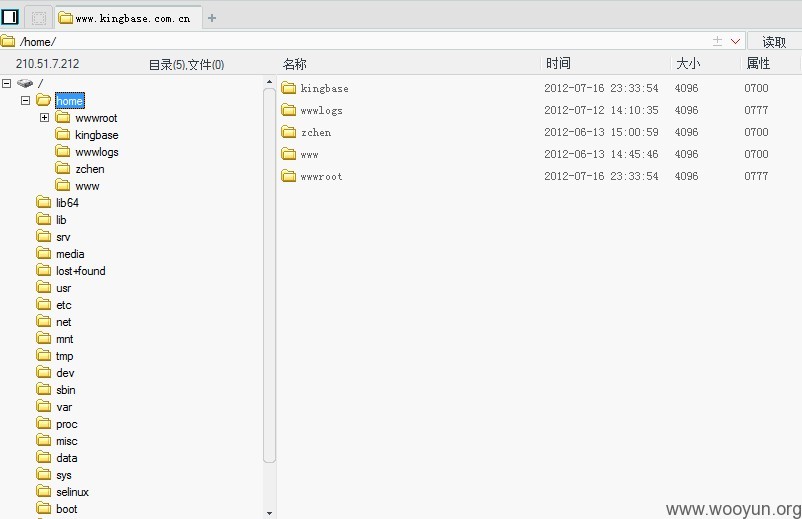 www.kingbase.com.cn
/home/ 读取
210.51.7.212 目录(5),文件(0) 名称 时间 大小 属性
/
home
wwwroot
kingbase
wwwlogs
zchen
www
lib64
lib
srv
media
lost+found
usr
etc
net
mnt
tmp
dev
sbin
var
proc
misc
data
sys
selinux
boot
kingbase 2012-07-16 23:33:54 4096 0700
wwwlogs 2012-07-12 14:10:35 4096 0777
zchen 2012-06-13 15:00:59 4096 0700
www 2012-06-13 14:45:46 4096 0700
wwwroot 2012-07-16 23:33:54 4096 0777
www.wooyun.org